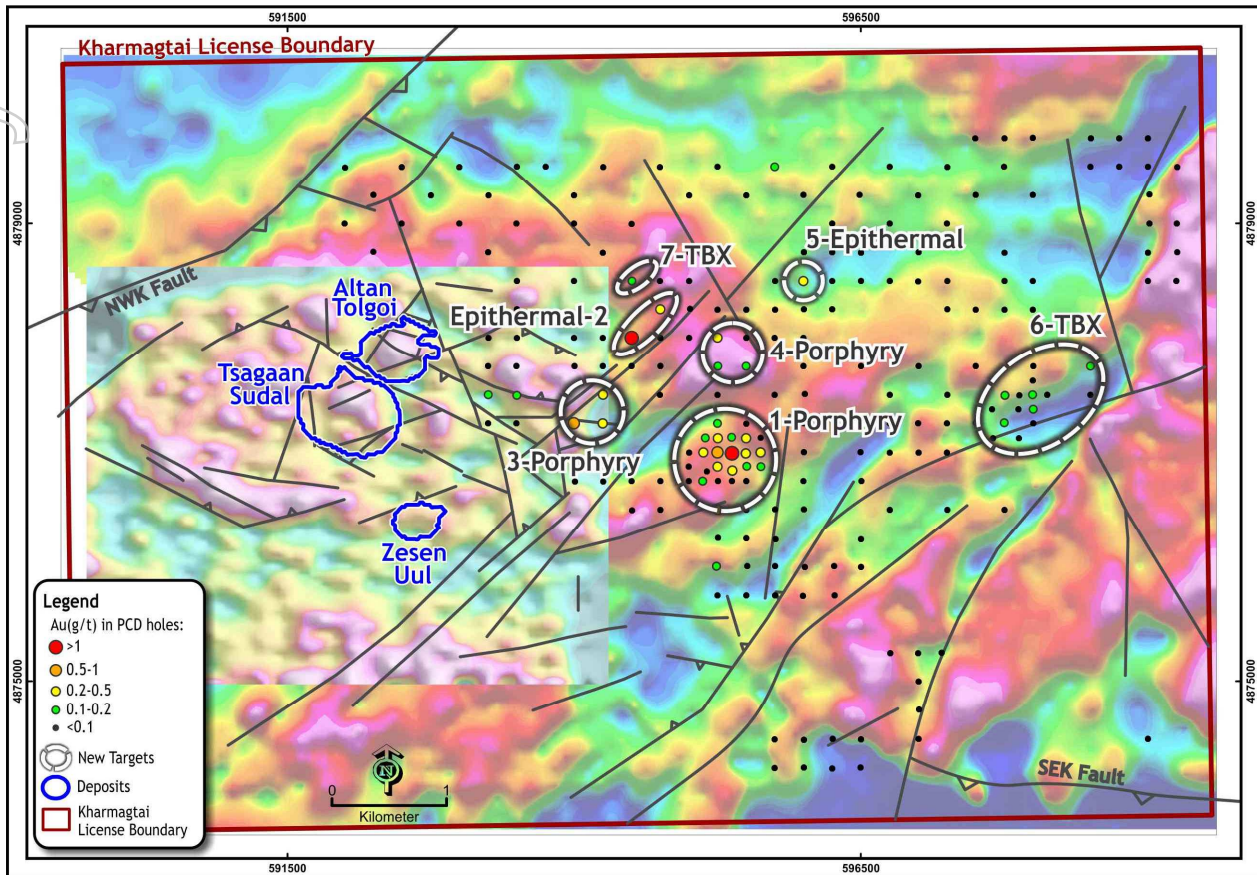 591500
596500
Kharmagtai License Boundary
4879000
4879000
NWK Fault
Altan
Tolgoi
Tsagaan
Sudal
Zesen
Uul
7-TBX
Epithermal-2
5-Epithermal
4-Porphyry
6-TBX
1-Porphyry
3-Porphyry
4875000
4875000
SEK Fault
Legend
Au(g/t) in PCD holes:
>1
0.5-1
0.2-0.5
0.1-0.2
<0.1
New Targets
Deposits
Kharmagtai
License Boundary
N
0 1
Kilometer
591500
596500